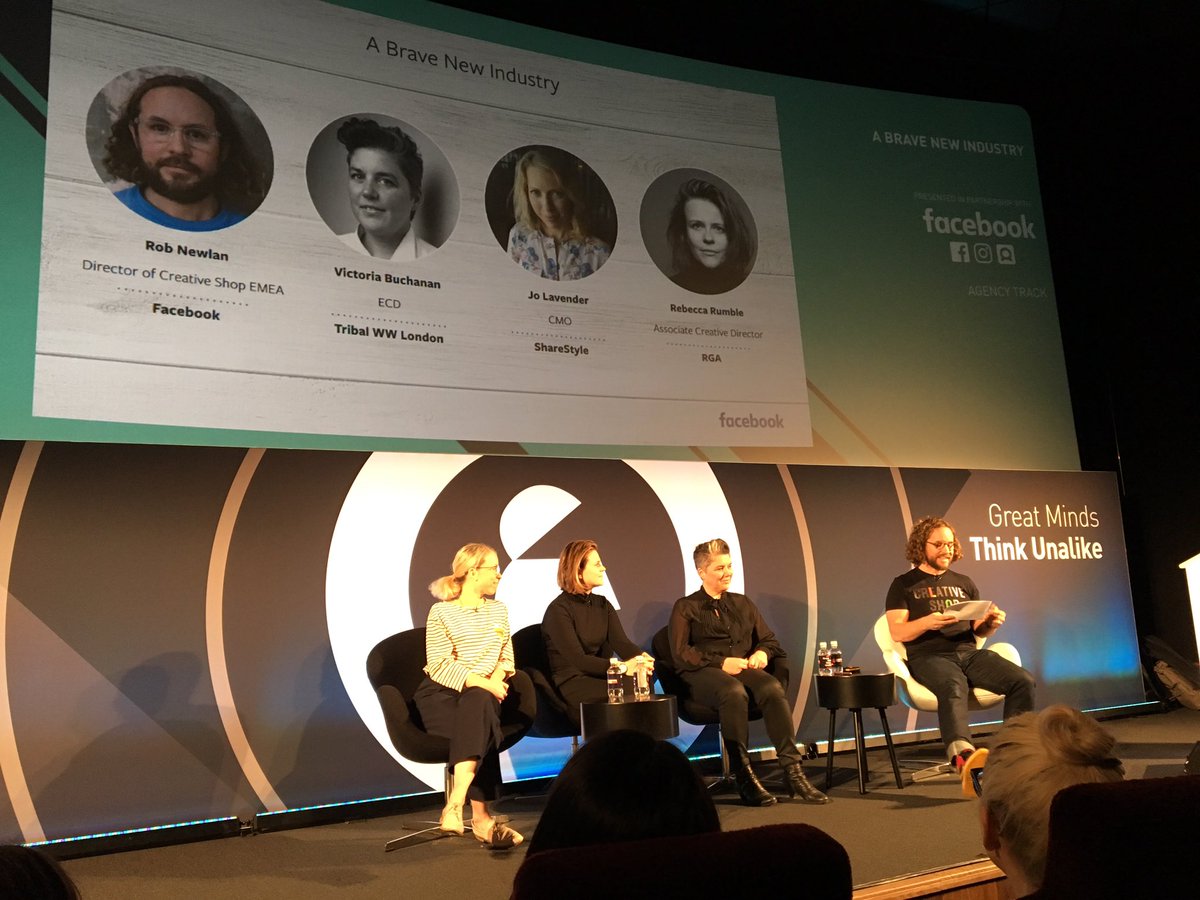 A Brave New Industry
Rob Newlan
Director of Creative Shop EMEA
Facebook
Victoria Buchanan
ECD
Tribal WW London
Jo Lavender
CMO
ShareStyle
Rebecca Rumble
Associate Creative Director
RGA
facebook
A BRAVE NEW INDUSTRY
PRESENTED IN PARTNERSHIP WITH
facebook
AGENCY TRACK
Great Minds
Think Unalike
CREATIVE
SHOP